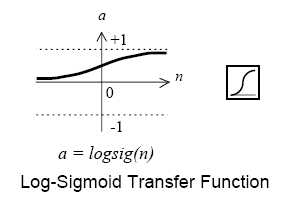 a
+1
n
0
-1
a = logsig(n)
Log-Sigmoid Transfer Function